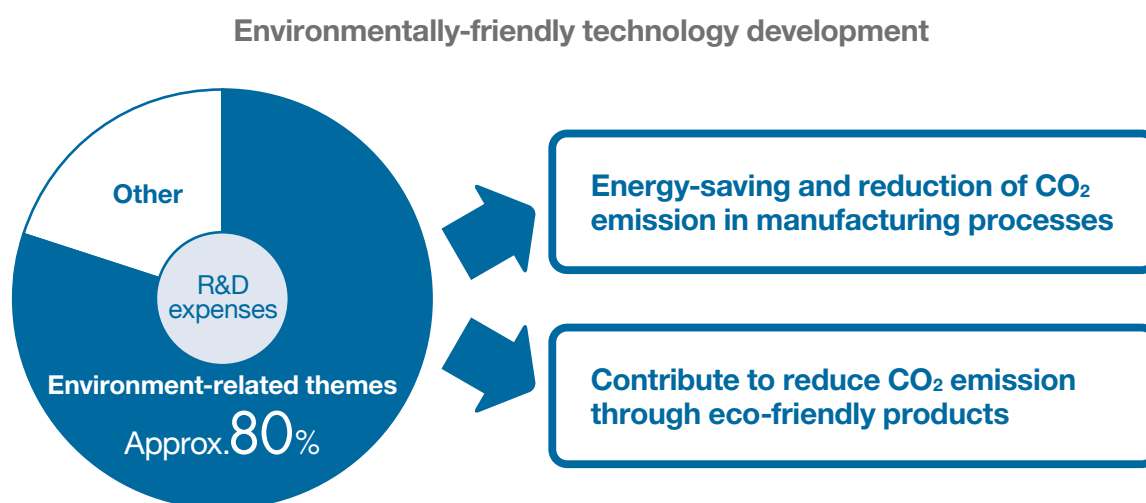 Environmentally-friendly technology development
Other
R&D
expenses
Environment-related themes
Approx.80%
Energy-saving and reduction of CO₂
emission in manufacturing processes
Contribute to reduce CO₂ emission
through eco-friendly products